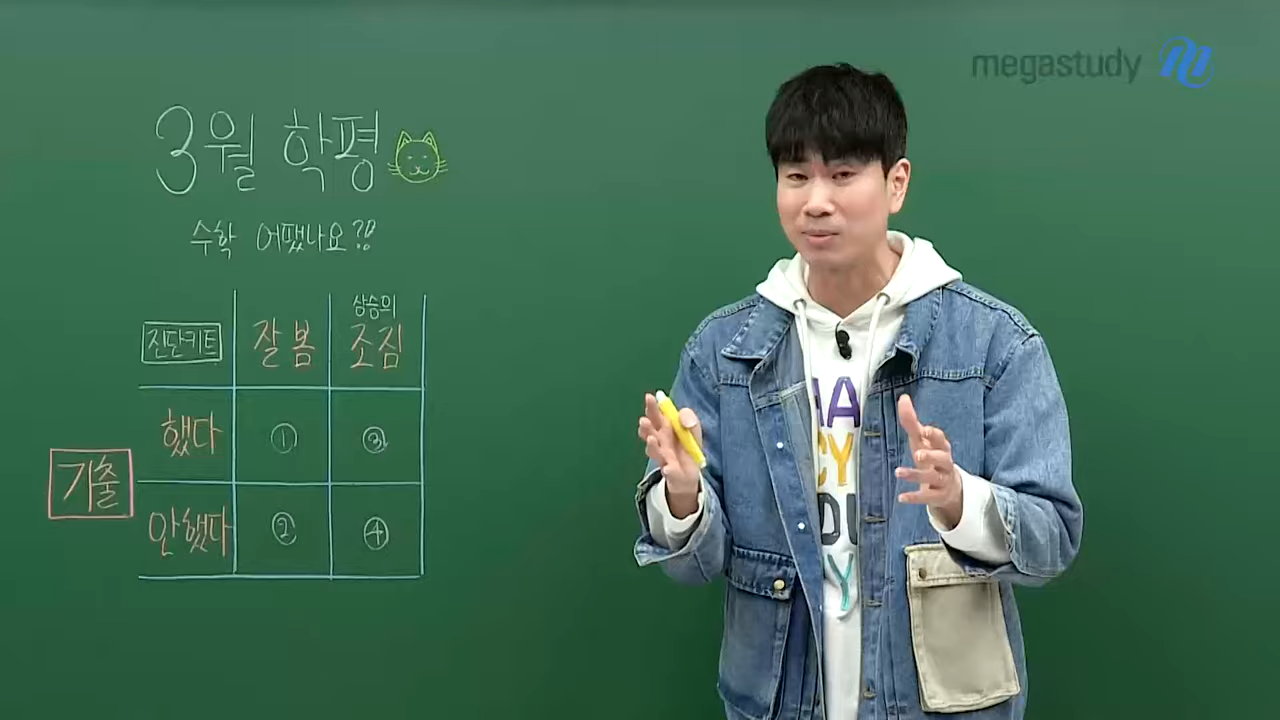 megastudy
3월 학평
수학 어땠나요??
진단키트
잘 봄
상승의
조짐
했다
①
③
기출
안했다
②
④